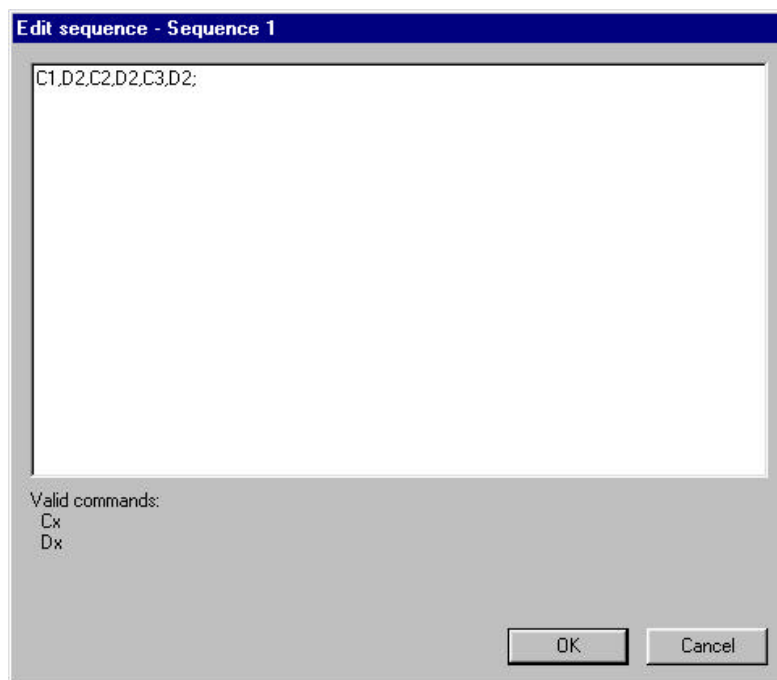 Edit sequence - Sequence 1
C1,D2,C2,D2,C3,D2;
Valid commands:
Cx
Dx
OK Cancel